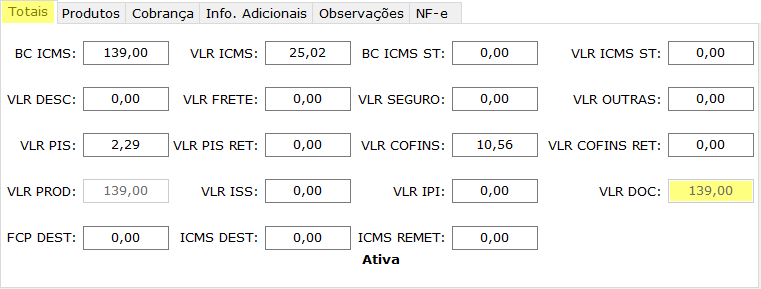 Totais Produtos Cobrança Info. Adicionais Observações NF-e
BC ICMS: 139,00 VLR ICMS: 25,02 BC ICMS ST: 0,00 VLR ICMS ST: 0,00
VLR DESC: 0,00 VLR FRETE: 0,00 VLR SEGURO: 0,00 VLR OUTRAS: 0,00
VLR PIS: 2,29 VLR PIS RET: 0,00 VLR COFINS: 10,56 VLR COFINS RET: 0,00
VLR PROD: 139,00 VLR ISS: 0,00 VLR IPI: 0,00 VLR DOC: 139,00
FCP DEST: 0,00 ICMS DEST: 0,00 ICMS REMET: 0,00
Ativa